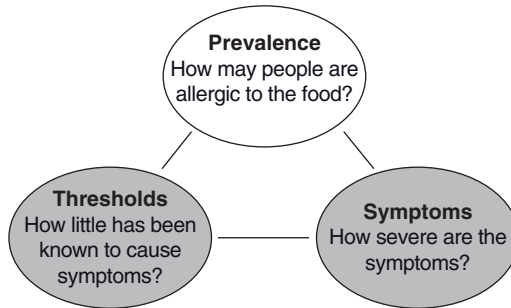 Prevalence
How may people are
allergic to the food?
Thresholds
How little has been
known to cause
symptoms?
Symptoms
How severe are the
symptoms?